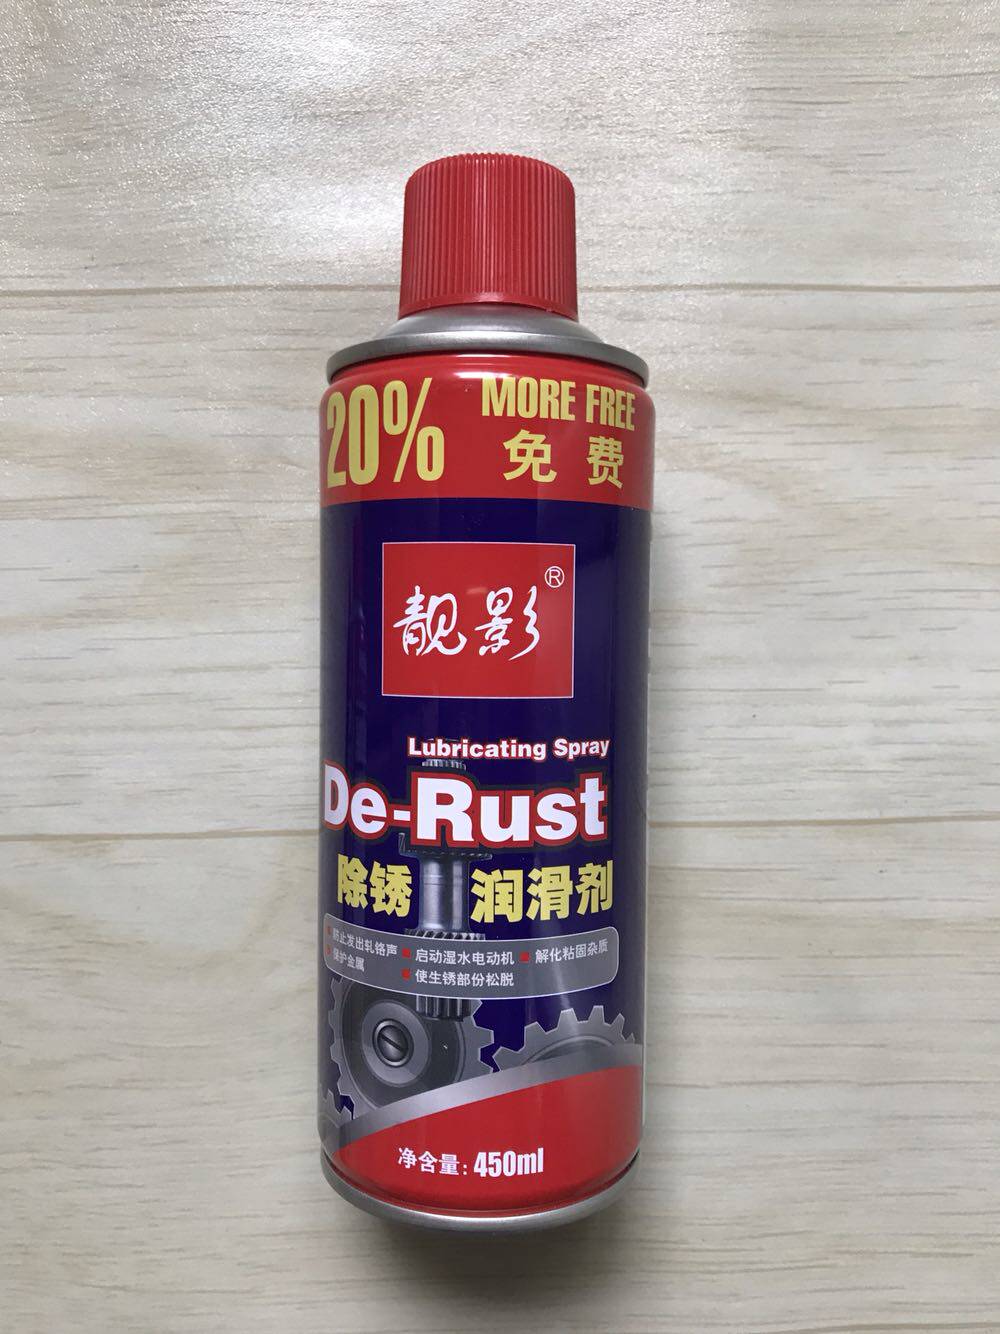 20% MORE FREE
免费
靓影®
Lubricating Spray
De-Rust
除锈 润滑剂
防止发出轧铬声 启动湿水电动机 解化粘固杂质
保护金属 使生锈部份松脱
净含量: 450ml